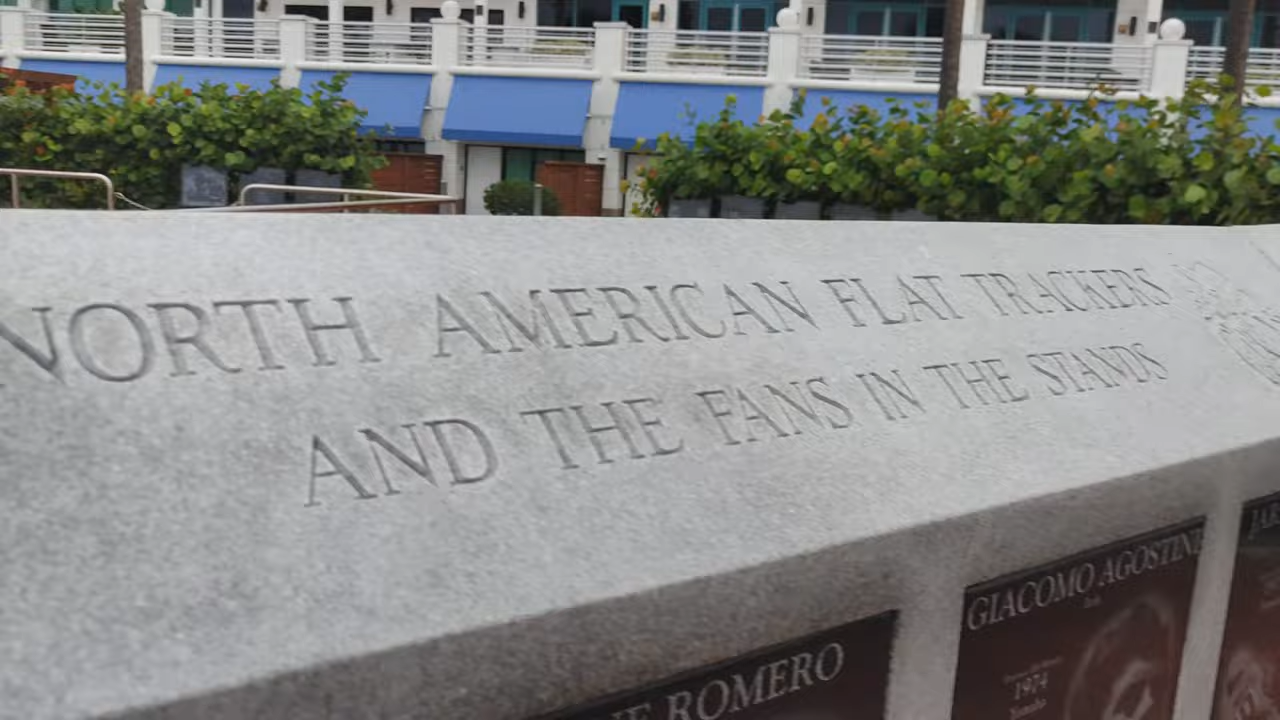 NORTH AMERICAN FLAT TRACKERS
AND THE FANS IN THE STANDS
ROMERO
GIACOMO AGOSTINI
1974